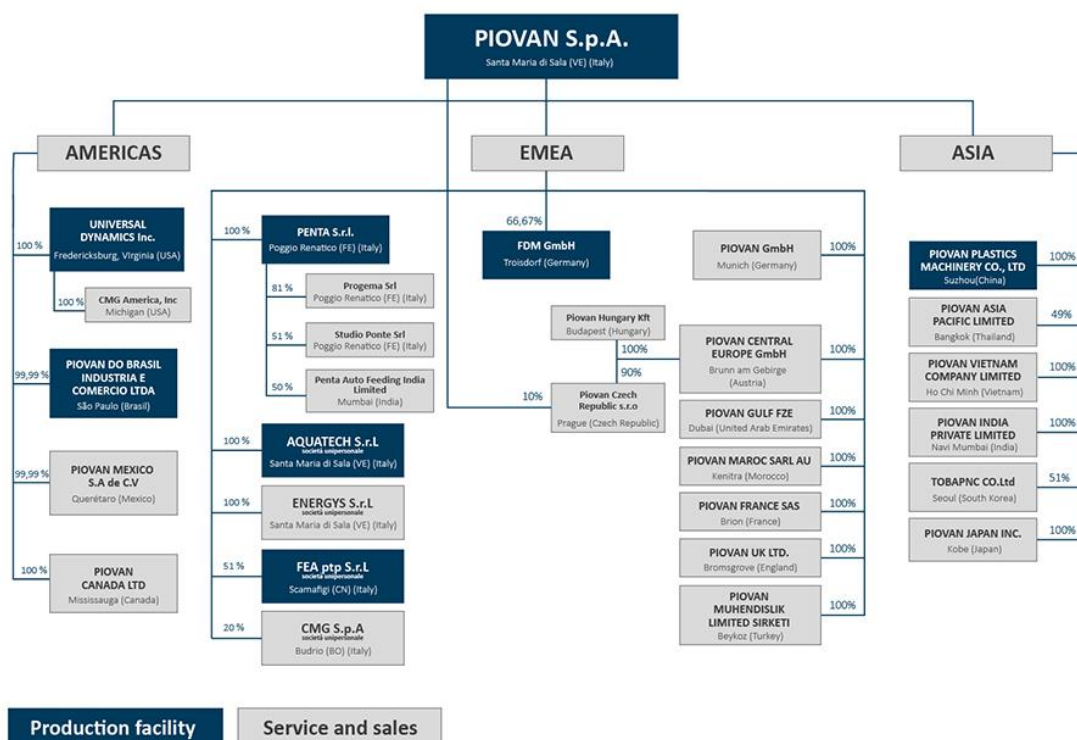 PIOVAN S.p.A.
Santa Maria di Sala (VE) (Italy)
AMERICAS
EMEA
ASIA
100 %
UNIVERSAL
DYNAMICS Inc.
Fredericksburg, Virginia (USA)
100 %
CMG America, Inc
Michigan (USA)
99,99 %
PIOVAN DO BRASIL
INDUSTRIA E
COMERCIO LTDA
São Paulo (Brasil)
99,99 %
PIOVAN MEXICO
S.A de C.V
Querétaro (Mexico)
100 %
PIOVAN
CANADA LTD
Mississauga (Canada)
100 %
PENTA S.r.l.
Poggio Renatico (FE) (Italy)
81 %
Progema Srl
Poggio Renatico (FE) (Italy)
51 %
Studio Ponte Srl
Poggio Renatico (FE) (Italy)
50 %
Penta Auto Feeding India
Limited
Mumbai (India)
100 %
AQUATECH S.r.L
società unipersonale
Santa Maria di Sala (VE) (Italy)
100 %
ENERGYS S.r.L
società unipersonale
Santa Maria di Sala (VE) (Italy)
51 %
FEA ptp S.r.L
società unipersonale
Scarnafigi (CN) (Italy)
20 %
CMG S.p.A
società unipersonale
Budrio (BO) (Italy)
66,67%
FDM GmbH
Troisdorf (Germany)
Piovan Hungary Kft
Budapest (Hungary)
100%
90%
10%
Piovan Czech
Republic s.r.o
Prague (Czech Republic)
PIOVAN GmbH
Munich (Germany)
100%
PIOVAN CENTRAL
EUROPE GmbH
Brunn am Gebirge
(Austria)
100%
PIOVAN GULF FZE
Dubai (United Arab Emirates)
100%
PIOVAN MAROC SARL AU
Kenitra (Morocco)
100%
PIOVAN FRANCE SAS
Brion (France)
100%
PIOVAN UK LTD.
Bromsgrove (England)
100%
PIOVAN
MUHENDISLIK
LIMITED SIRKETI
Beykoz (Turkey)
100%
PIOVAN PLASTICS
MACHINERY CO., LTD
Suzhou(China)
100%
PIOVAN ASIA
PACIFIC LIMITED
Bangkok (Thailand)
49%
PIOVAN VIETNAM
COMPANY LIMITED
Ho Chi Minh (Vietnam)
100%
PIOVAN INDIA
PRIVATE LIMITED
Navi Mumbai (India)
100%
TOBAPNC CO.Ltd
Seoul (South Korea)
51%
PIOVAN JAPAN INC.
Kobe (Japan)
100%
Production facility
Service and sales